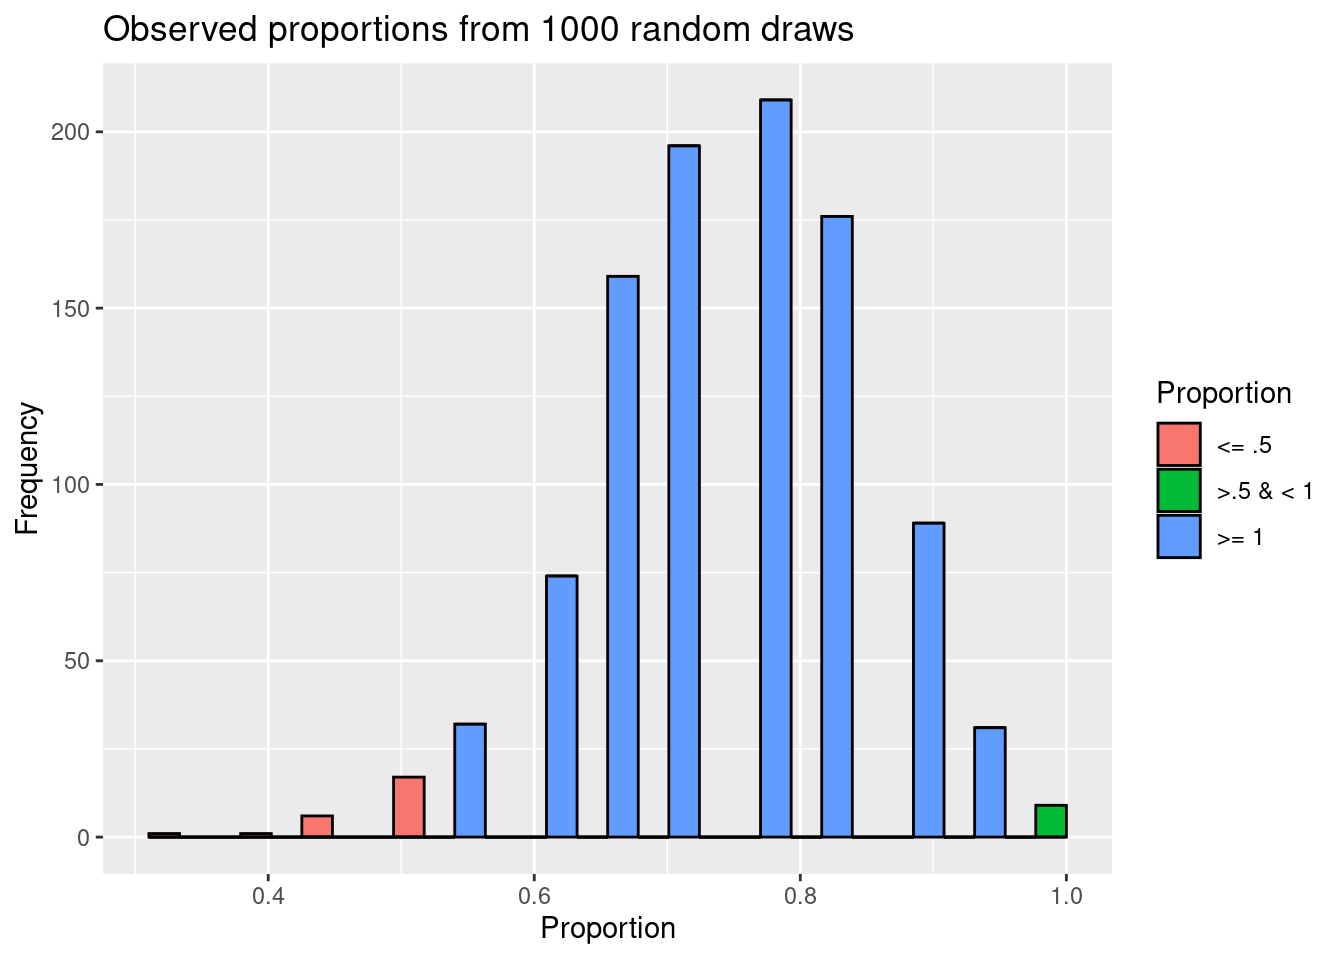 Observed proportions from 1000 random draws
200
150
100
50
0
Frequency
0.4 0.6 0.8 1.0
Proportion
Proportion
<= .5
>.5 & < 1
>= 1